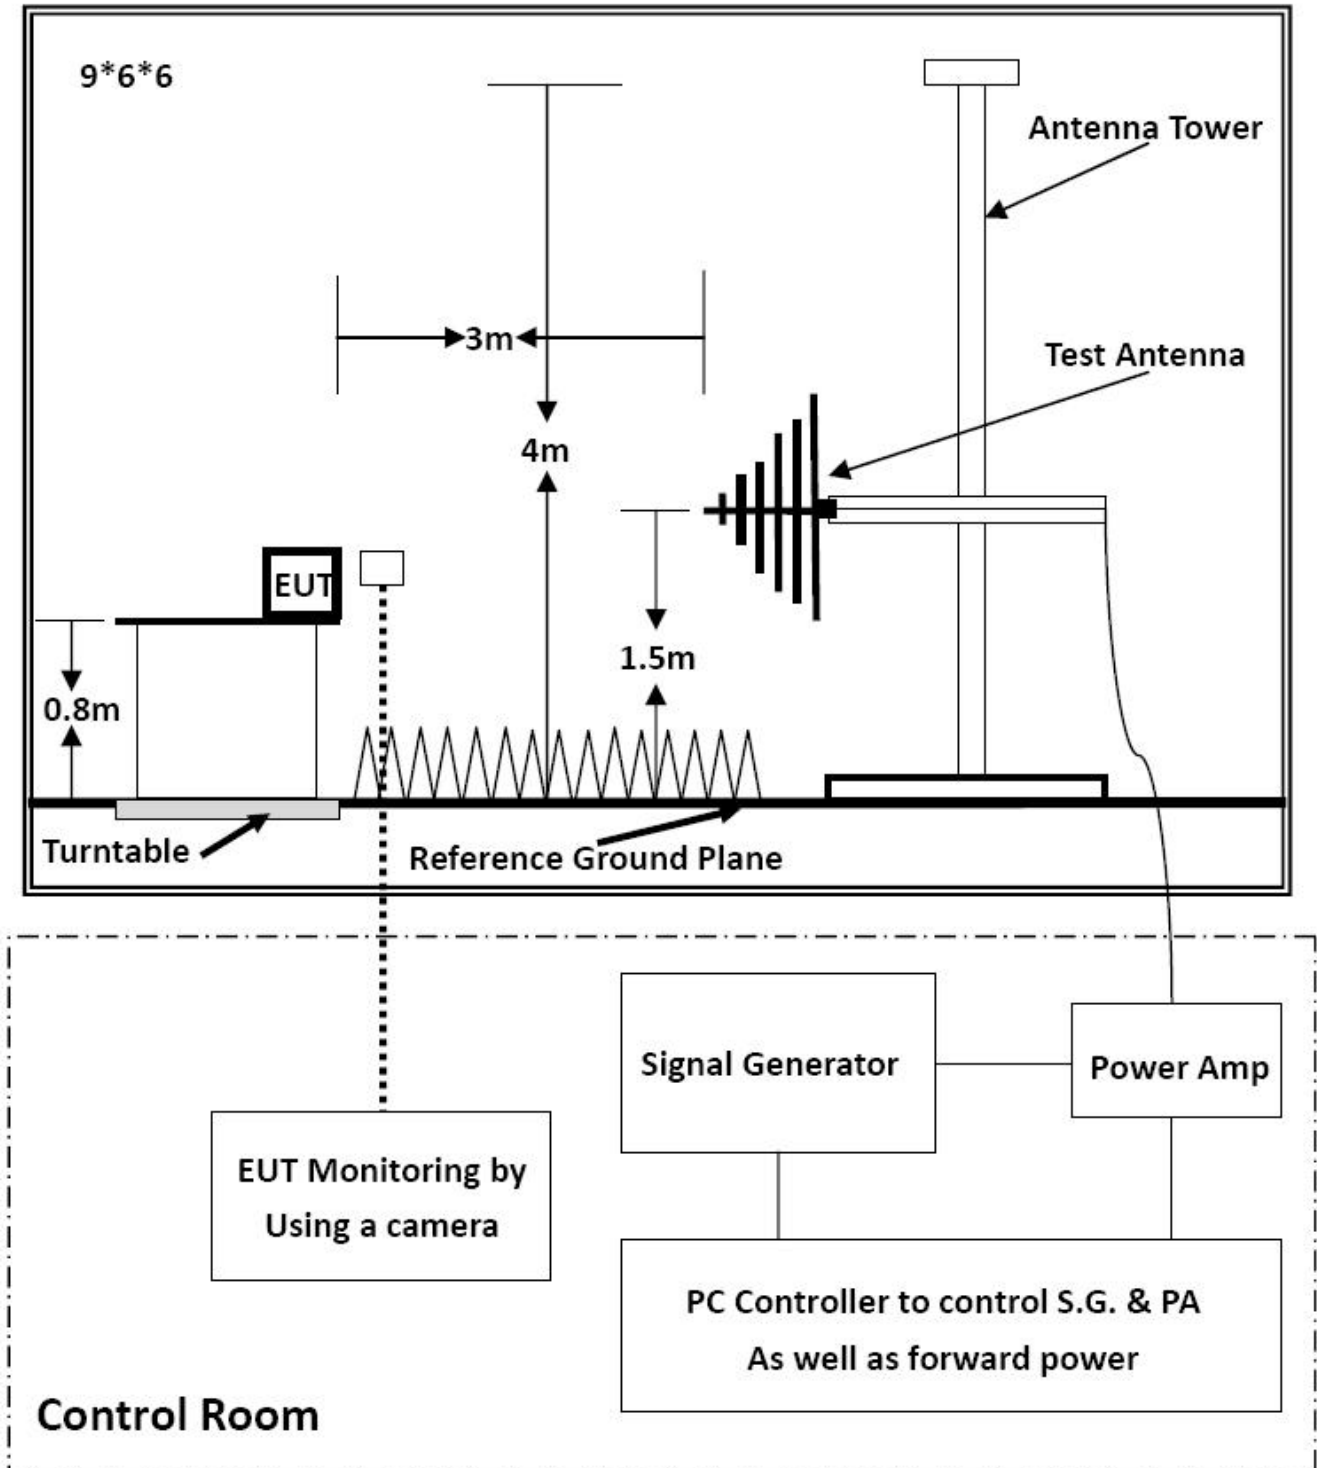 9*6*6
Antenna Tower
3m
Test Antenna
4m
EUT
1.5m
0.8m
Turntable
Reference Ground Plane
Signal Generator
Power Amp
EUT Monitoring by
Using a camera
PC Controller to control S.G. & PA
As well as forward power
Control Room